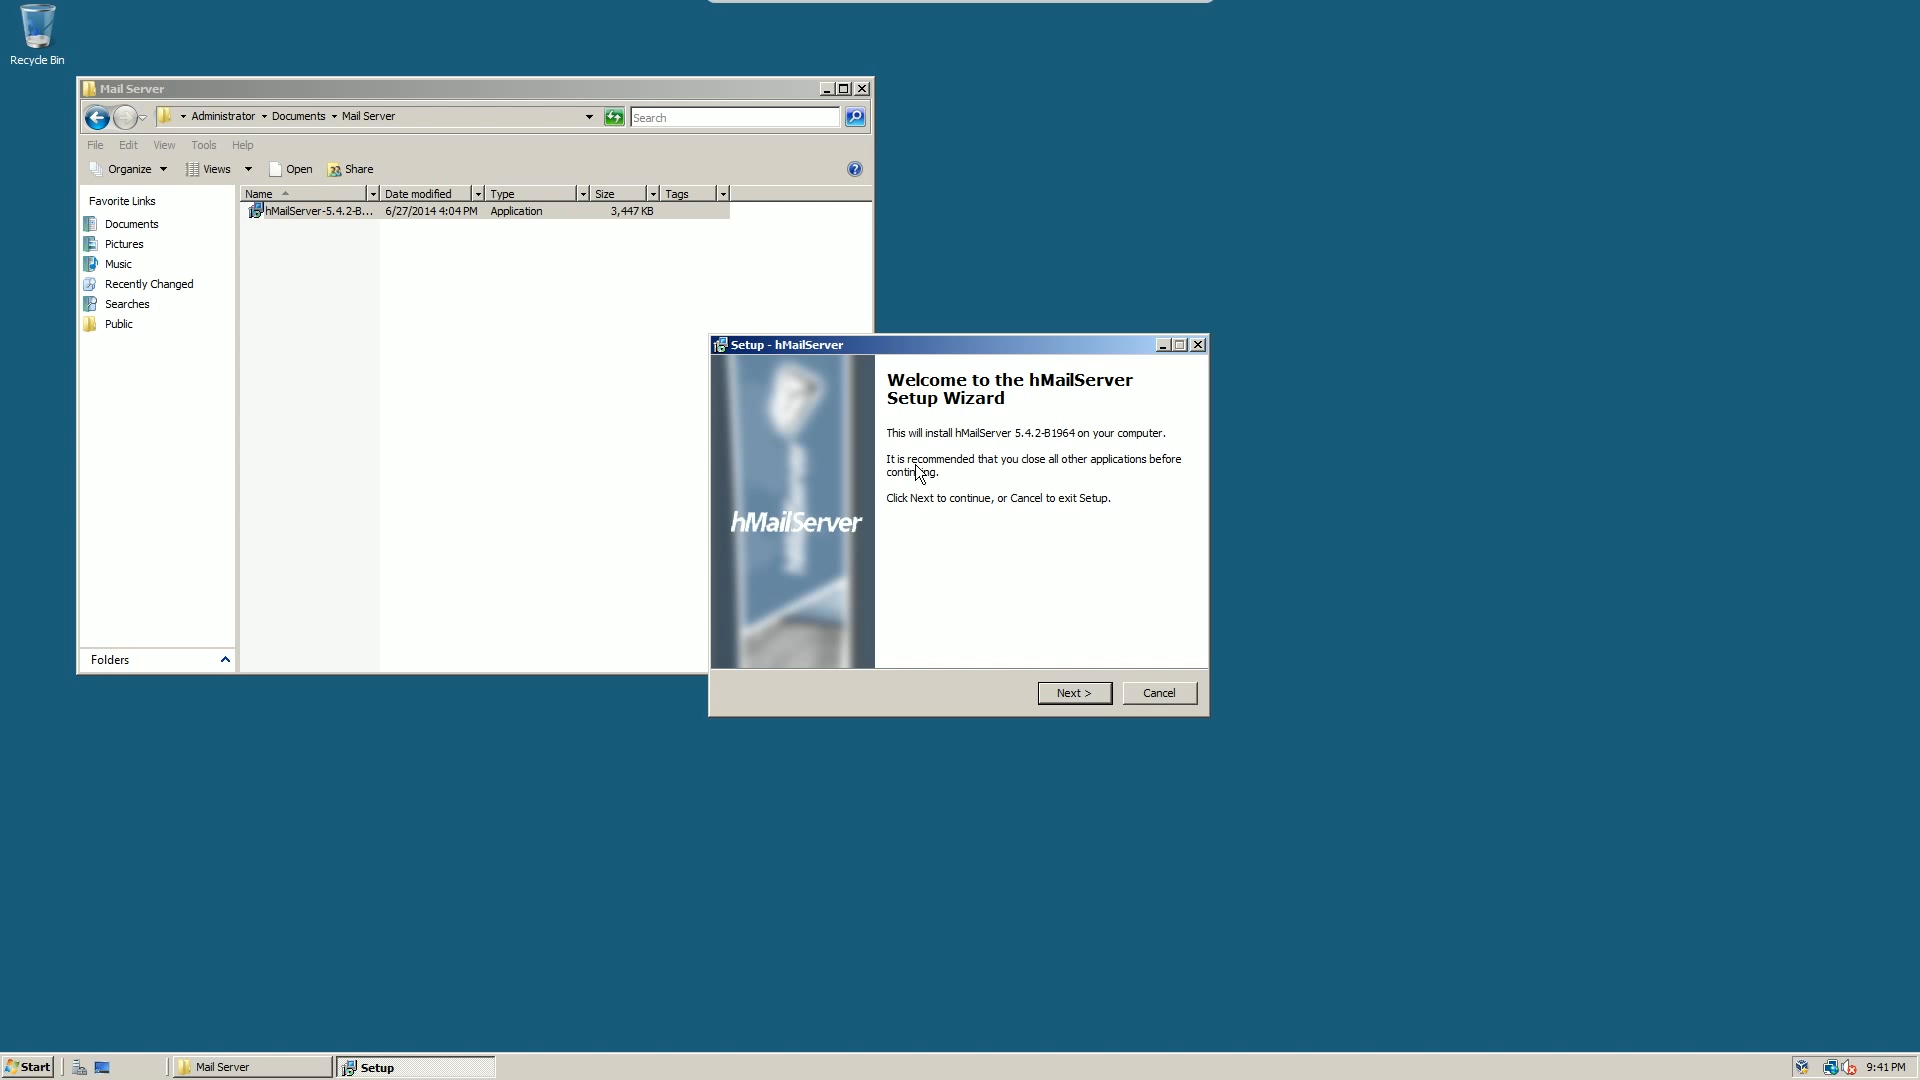 Recycle Bin
Mail Server
Administrator Documents Mail Server
Search
File Edit View Tools Help
Organize Views Open Share
Favorite Links
Documents
Pictures
Music
Recently Changed
Searches
Public
Folders
Name Date modified Type Size Tags
hMailServer-5.4.2-B... 6/27/2014 4:04 PM Application 3,447 KB
Setup - hMailServer
hMailServer
Welcome to the hMailServer
Setup Wizard
This will install hMailServer 5.4.2-B1964 on your computer.
It is recommended that you close all other applications before
continuing.
Click Next to continue, or Cancel to exit Setup.
Next > Cancel
Start Mail Server Setup 9:41 PM